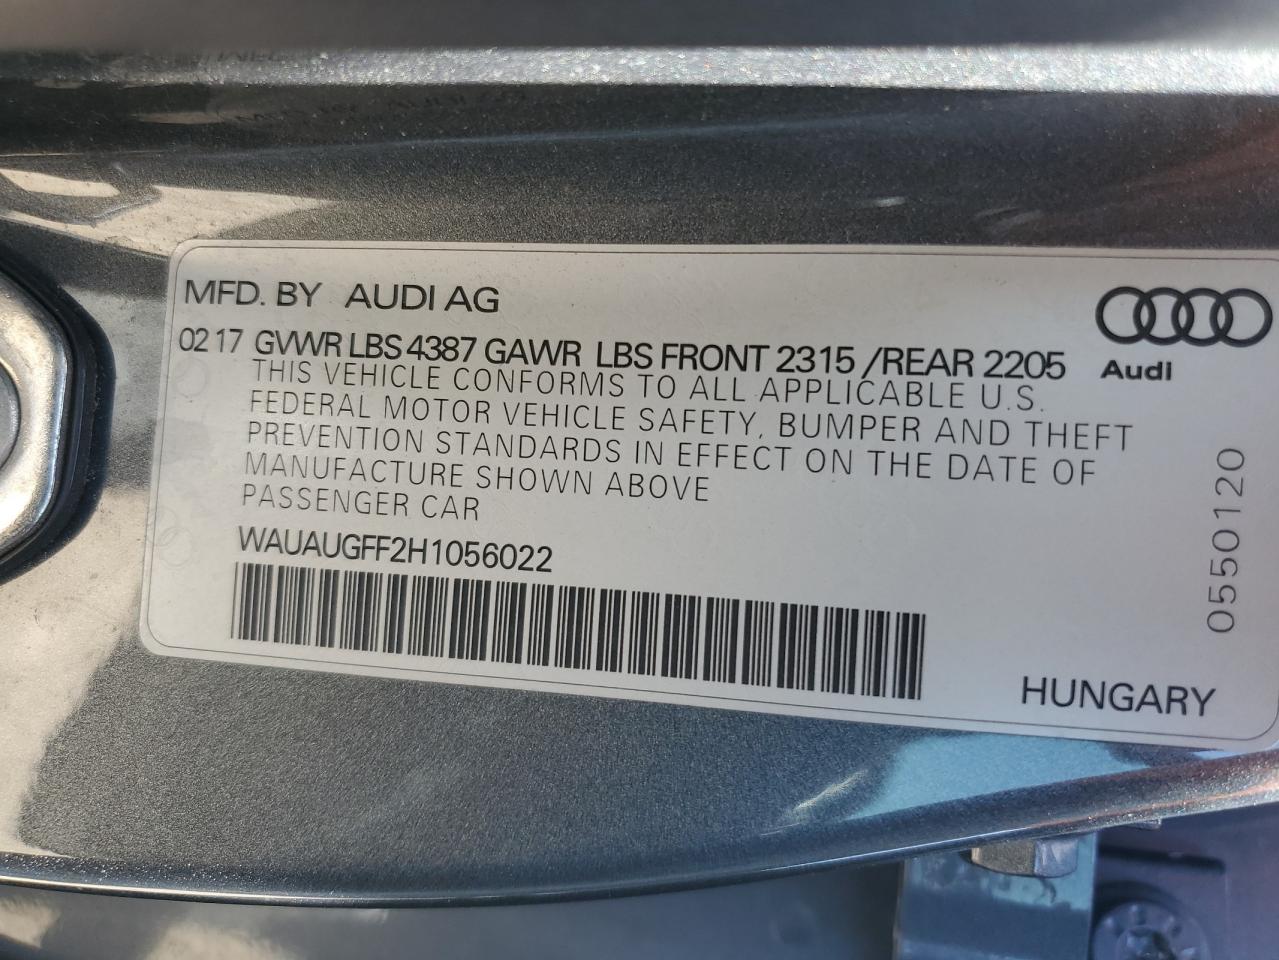 MFD. BY AUDI AG
02 17 GVWR LBS 4387 GAWR LBS FRONT 2315 /REAR 2205
Audi
THIS VEHICLE CONFORMS TO ALL APPLICABLE U.S.
FEDERAL MOTOR VEHICLE SAFETY, BUMPER AND THEFT
PREVENTION STANDARDS IN EFFECT ON THE DATE OF
MANUFACTURE SHOWN ABOVE
PASSENGER CAR
WAUAUGFF2H1056022
0550120
HUNGARY